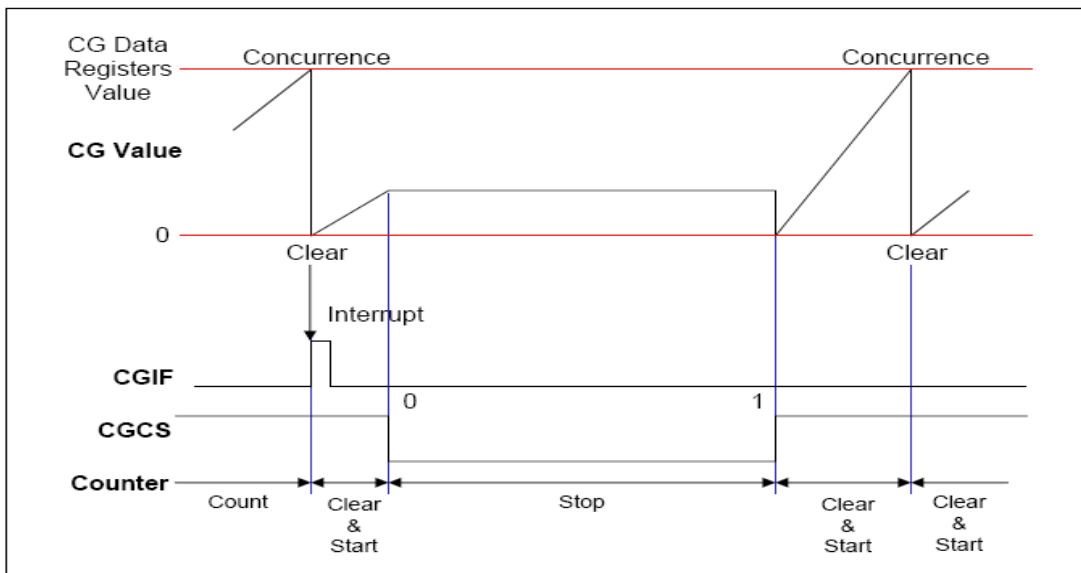 CG Data
Registers
Value
Concurrence
Concurrence
CG Value
0
Clear
Clear
Interrupt
CGIF
0
1
CGCS
Counter
Count
Clear
&
Start
Stop
Clear
&
Start
Clear
&
Start